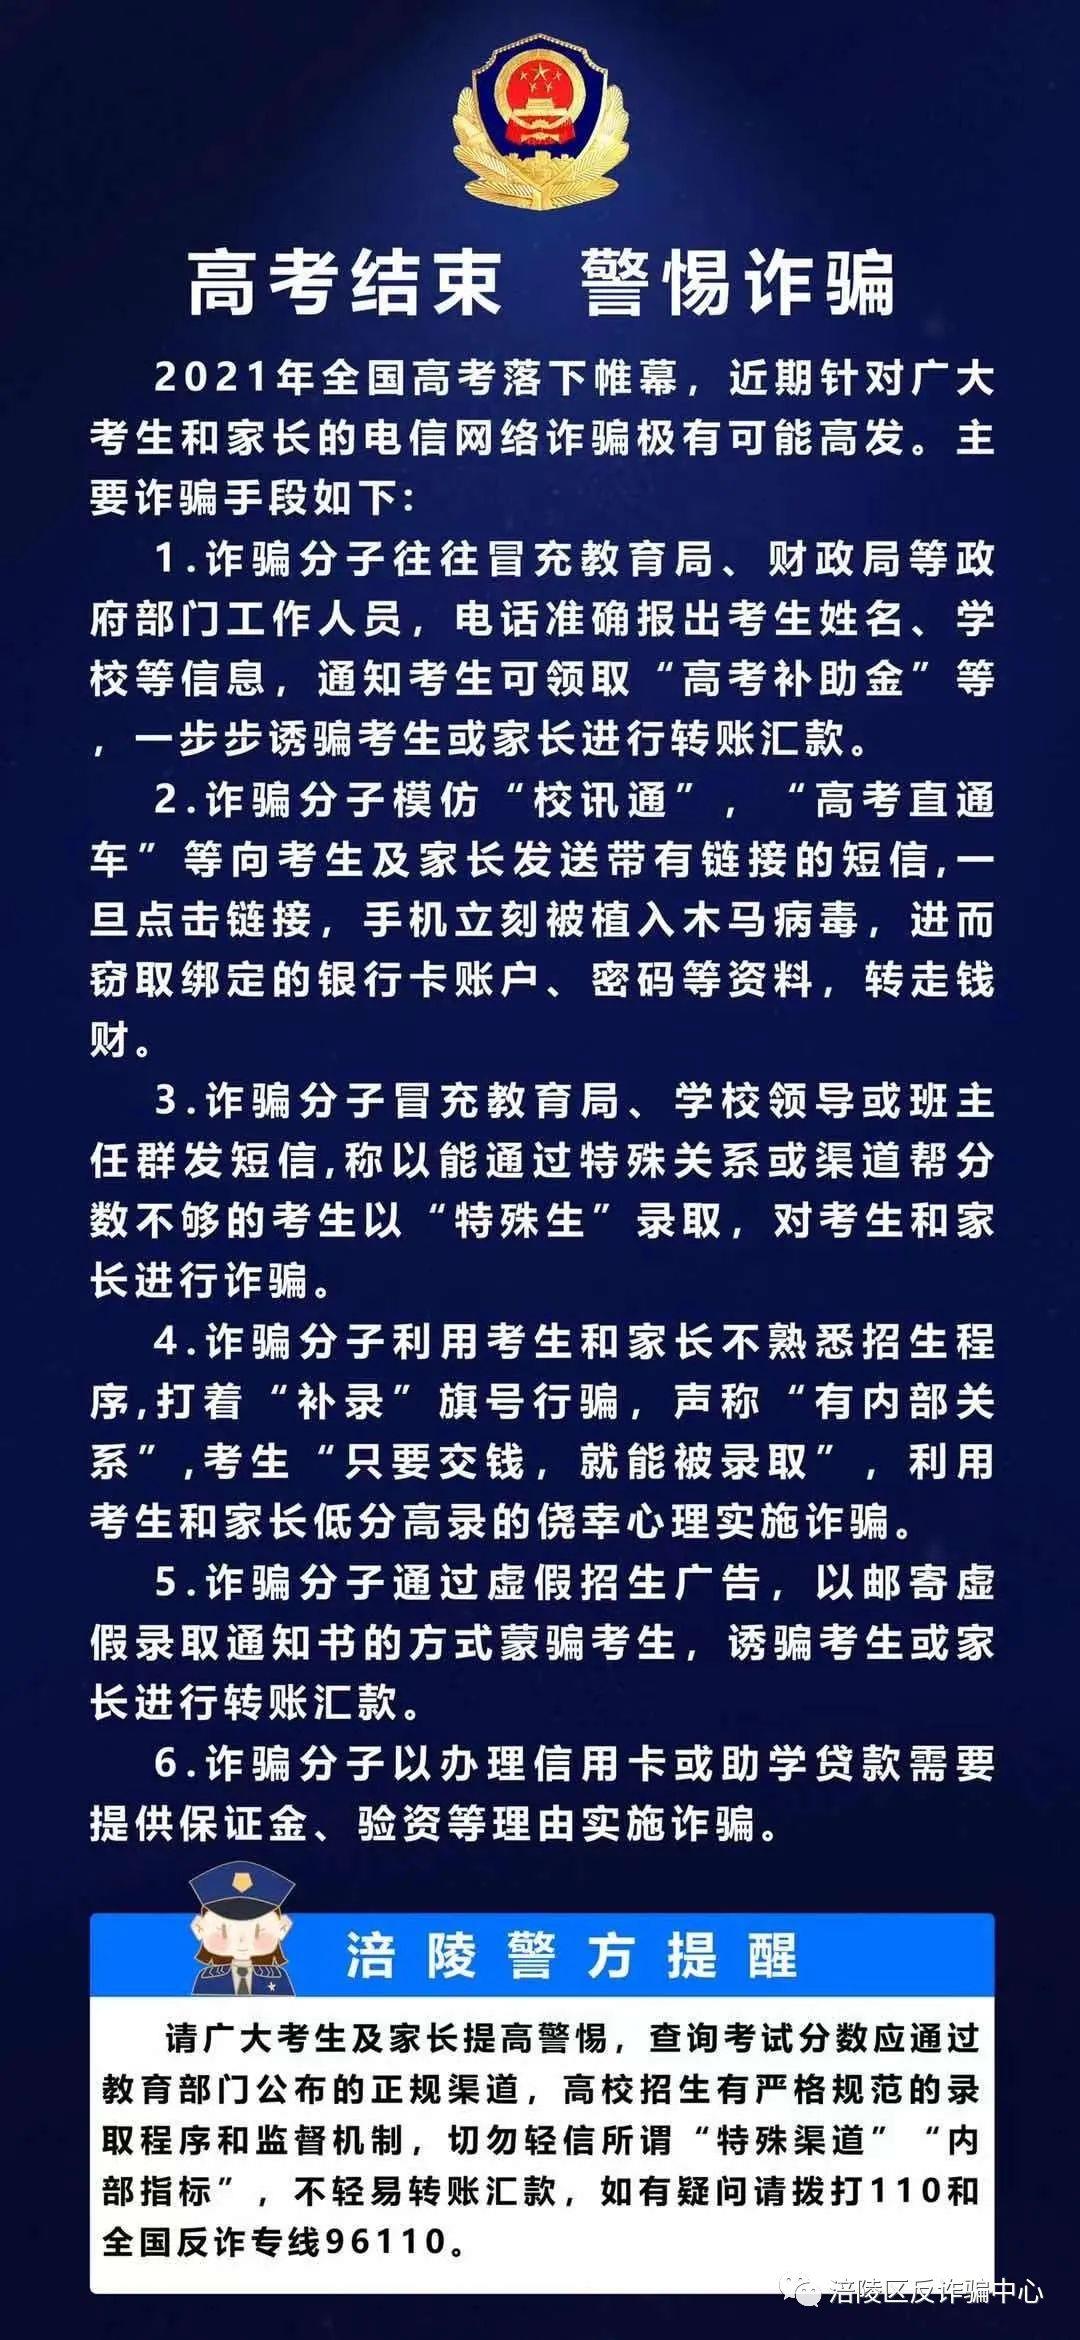 高考结束 警惕诈骗
2021年全国高考落下帷幕，近期针对广大
考生和家长的电信网络诈骗极有可能高发。主
要诈骗手段如下：
1.诈骗分子往往冒充教育局、财政局等政
府部门工作人员，电话准确报出考生姓名、学
校等信息，通知考生可领取“高考补助金”等
，一步步诱骗考生或家长进行转账汇款。
2.诈骗分子模仿“校讯通”，“高考直通
车”等向考生及家长发送带有链接的短信,一
旦点击链接，手机立刻被植入木马病毒，进而
窃取绑定的银行卡账户、密码等资料，转走钱
财。
3.诈骗分子冒充教育局、学校领导或班主
任群发短信,称以能通过特殊关系或渠道帮分
数不够的考生以“特殊生”录取，对考生和家
长进行诈骗。
4.诈骗分子利用考生和家长不熟悉招生程
序,打着“补录”旗号行骗，声称“有内部关
系”,考生“只要交钱，就能被录取”，利用
考生和家长低分高录的侥幸心理实施诈骗。
5.诈骗分子通过虚假招生广告，以邮寄虚
假录取通知书的方式蒙骗考生，诱骗考生或家
长进行转账汇款。
6.诈骗分子以办理信用卡或助学贷款需要
提供保证金、验资等理由实施诈骗。
涪陵警方提醒
请广大考生及家长提高警惕，查询考试分数应通过
教育部门公布的正规渠道，高校招生有严格规范的录
取程序和监督机制，切勿轻信所谓“特殊渠道”“内
部指标”，不轻易转账汇款，如有疑问请拨打110和
全国反诈专线96110。
涪陵区反诈骗中心